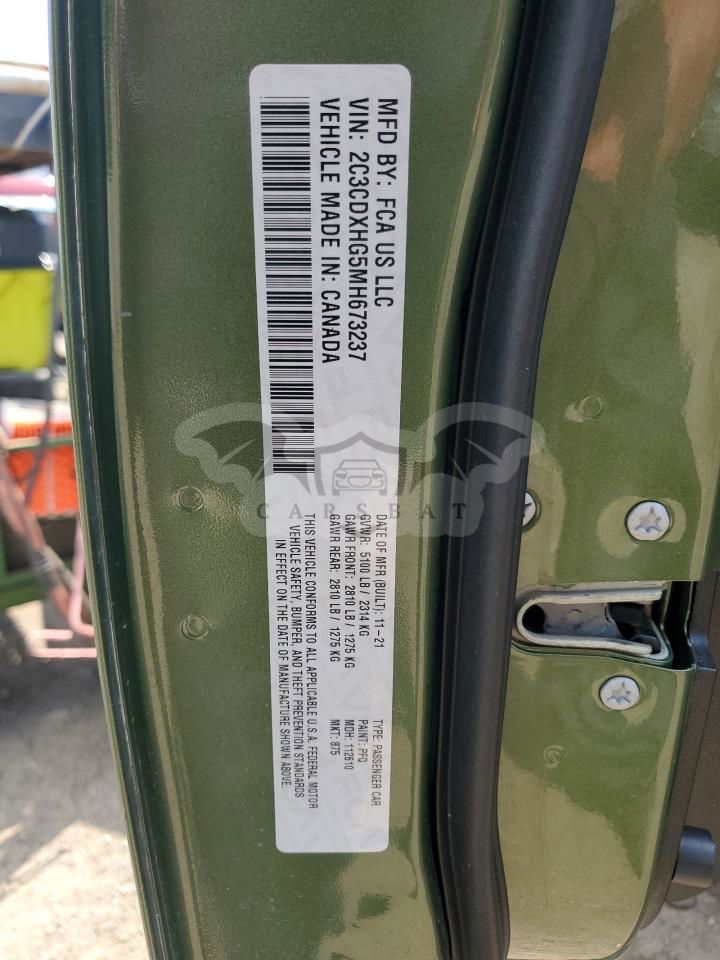 MFD BY: FCA US LLC
VIN: 2C3CDXHG5MH673237
VEHICLE MADE IN: CANADA
DATE OF MFR (BUILT): 11-21
GVWR: 5100 LB / 2314 KG
GAWR FRONT: 2810 LB / 1275 KG
GAWR REAR: 2810 LB / 1275 KG
THIS VEHICLE CONFORMS TO ALL APPLICABLE U.S.A. FEDERAL MOTOR
VEHICLE SAFETY, BUMPER, AND THEFT PREVENTION STANDARDS
IN EFFECT ON THE DATE OF MANUFACTURE SHOWN ABOVE.
TYPE: PASSENGER CAR
PAINT: PFQ
MDH: 112610
MKT: 875
CARSBAT